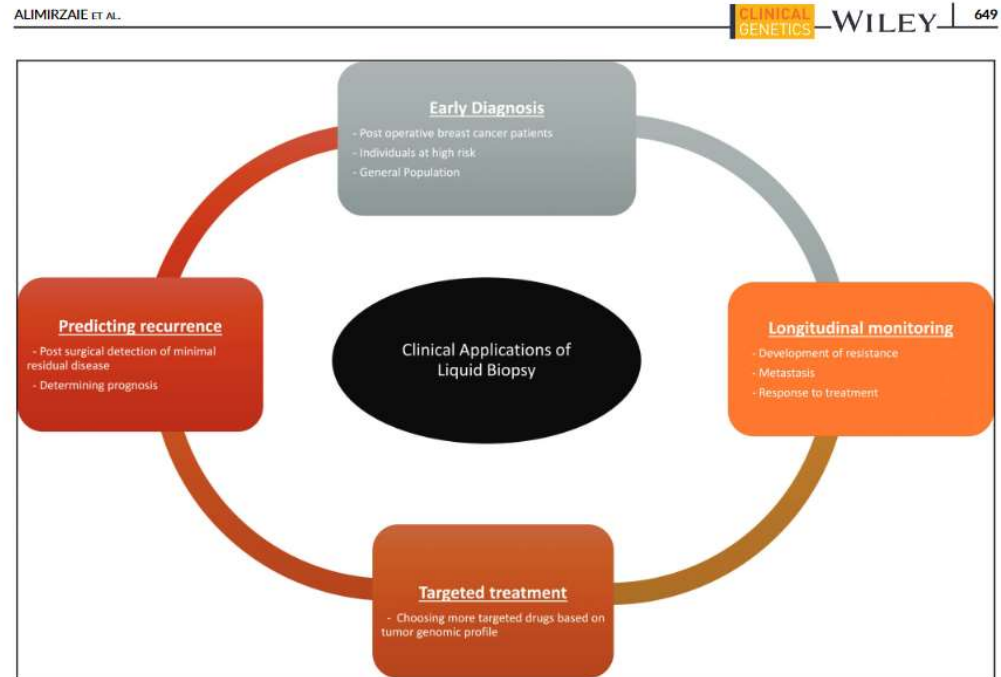 ALIMIRZAIE ET AL.
CLINICAL GENETICS WILEY 649
Early Diagnosis
- Post operative breast cancer patients
- Individuals at high risk
- General Population
Predicting recurrence
- Post surgical detection of minimal
residual disease
- Determining prognosis
Clinical Applications of
Liquid Biopsy
Longitudinal monitoring
- Development of resistance
- Metastasis
- Response to treatment
Targeted treatment
- Choosing more targeted drugs based on
tumor genomic profile